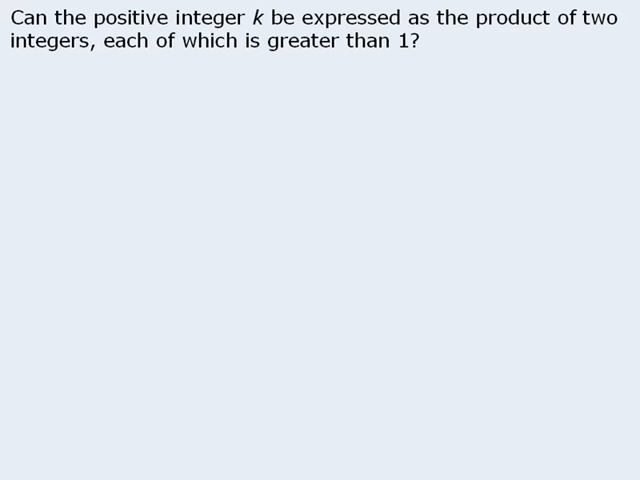 Can the positive integer k be expressed as the product of two
integers, each of which is greater than 1?